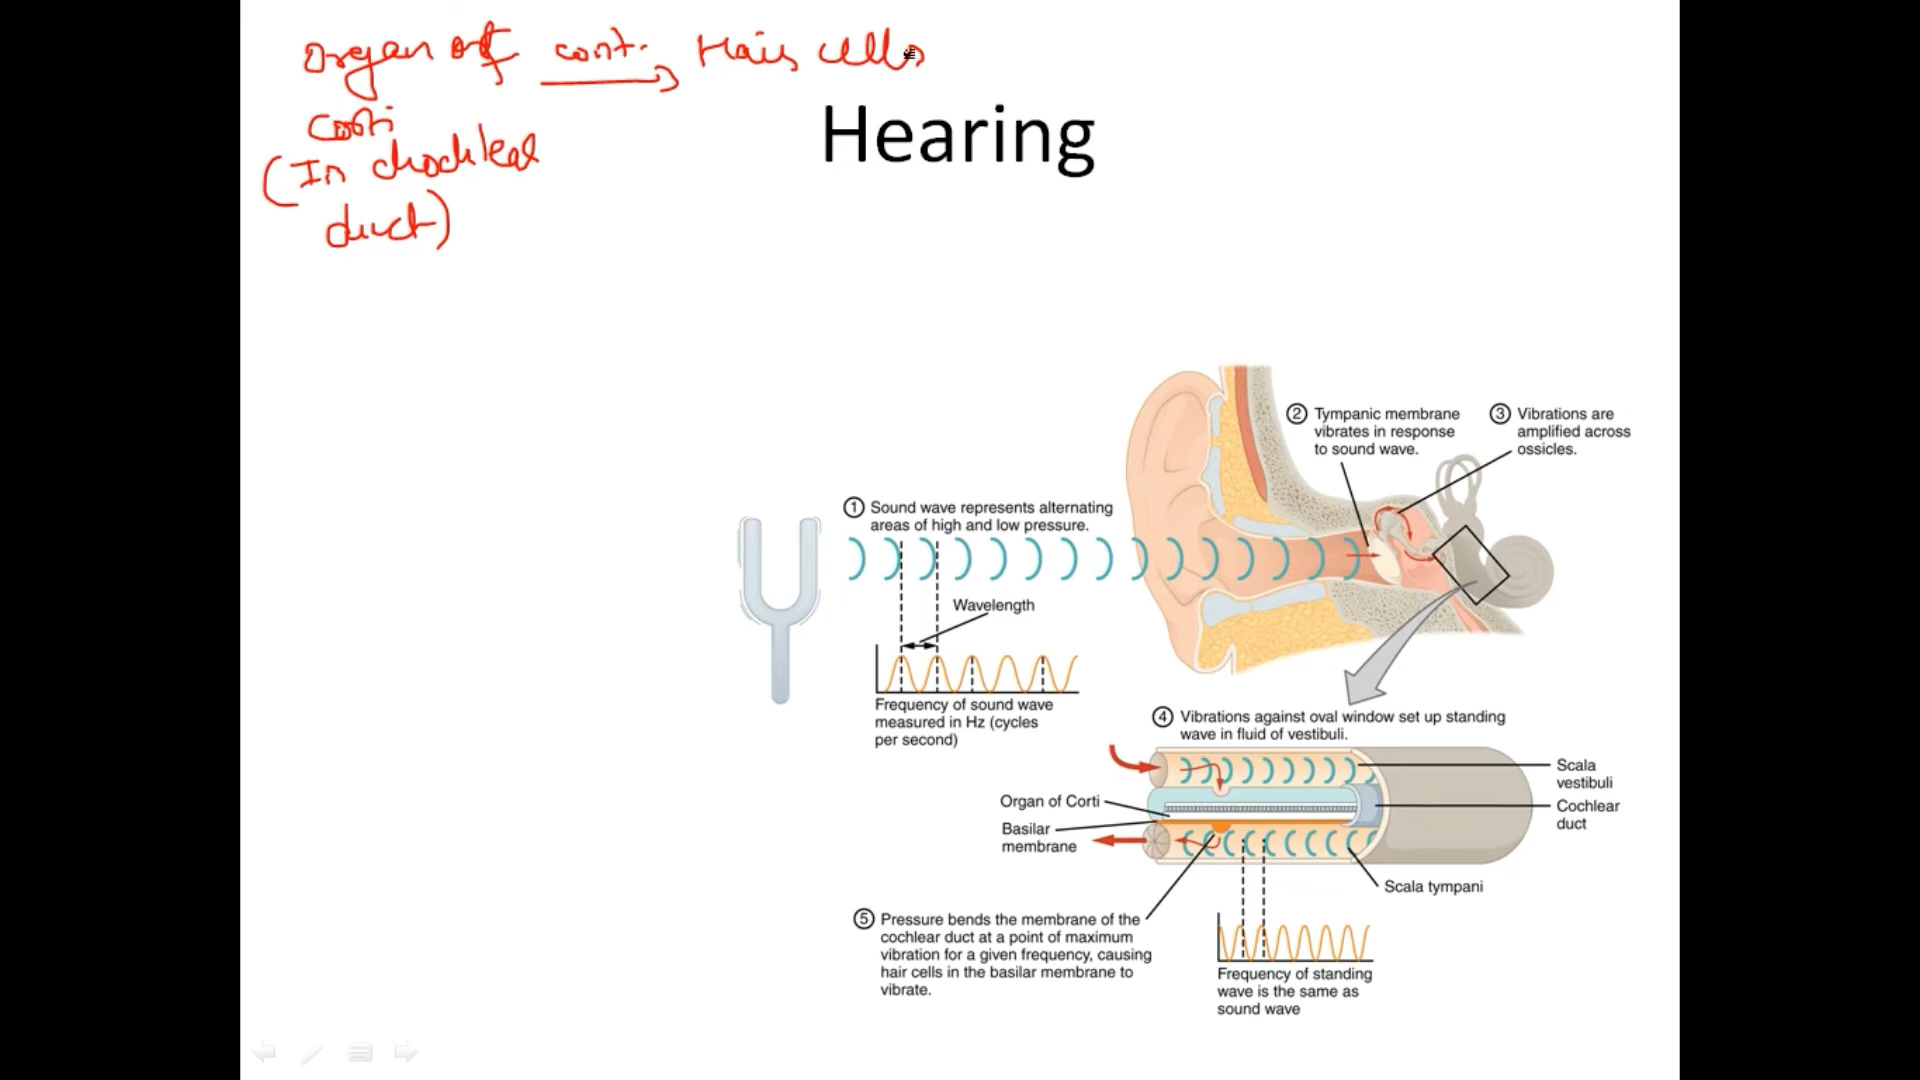 Organ of cont. Hair cells
Corti
(In chochlear
duct)
Hearing
② Tympanic membrane
vibrates in response
to sound wave.
③ Vibrations are
amplified across
ossicles.
① Sound wave represents alternating
areas of high and low pressure.
Wavelength
Frequency of sound wave
measured in Hz (cycles
per second)
④ Vibrations against oval window set up standing
wave in fluid of vestibuli.
Scala
vestibuli
Organ of Corti
Cochlear
duct
Basilar
membrane
Scala tympani
⑤ Pressure bends the membrane of the
cochlear duct at a point of maximum
vibration for a given frequency, causing
hair cells in the basilar membrane to
vibrate.
Frequency of standing
wave is the same as
sound wave